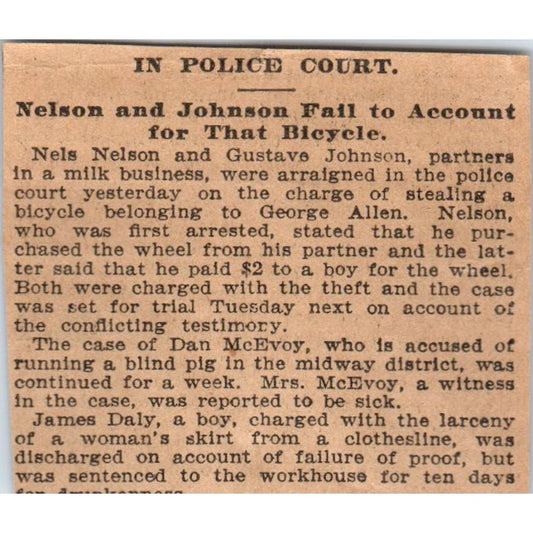 IN POLICE COURT.
Nelson and Johnson Fail to Account
for That Bicycle.
Nels Nelson and Gustave Johnson, partners
in a milk business, were arraigned in the police
court yesterday on the charge of stealing a
bicycle belonging to George Allen. Nelson,
who was first arrested, stated that he pur-
chased the wheel from his partner and the lat-
ter said that he paid $2 to a boy for the wheel.
Both were charged with the theft and the case
was set for trial Tuesday next on account of
the conflicting testimony.
The case of Dan McEvoy, who is accused of
running a blind pig in the midway district, was
continued for a week. Mrs. McEvoy, a witness
in the case, was reported to be sick.
James Daly, a boy, charged with the larceny
of a woman's skirt from a clothesline, was
discharged on account of failure of proof, but
was sentenced to the workhouse for ten days
for drunkenness.